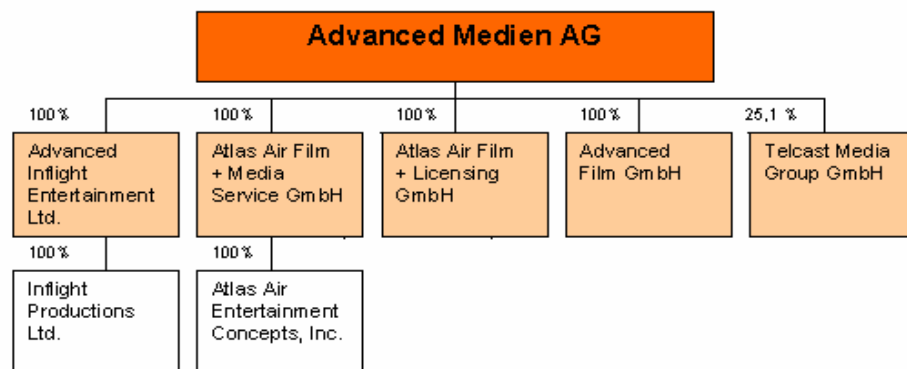 Advanced Medien AG
100%
100%
100%
100%
25,1 %
Advanced
Inflight
Entertainment
Ltd.
Atlas Air Film
+ Media
Service GmbH
Atlas Air Film
+ Licensing
GmbH
Advanced
Film GmbH
Telcast Media
Group GmbH
100%
100%
Inflight
Productions
Ltd.
Atlas Air
Entertainment
Concepts, Inc.